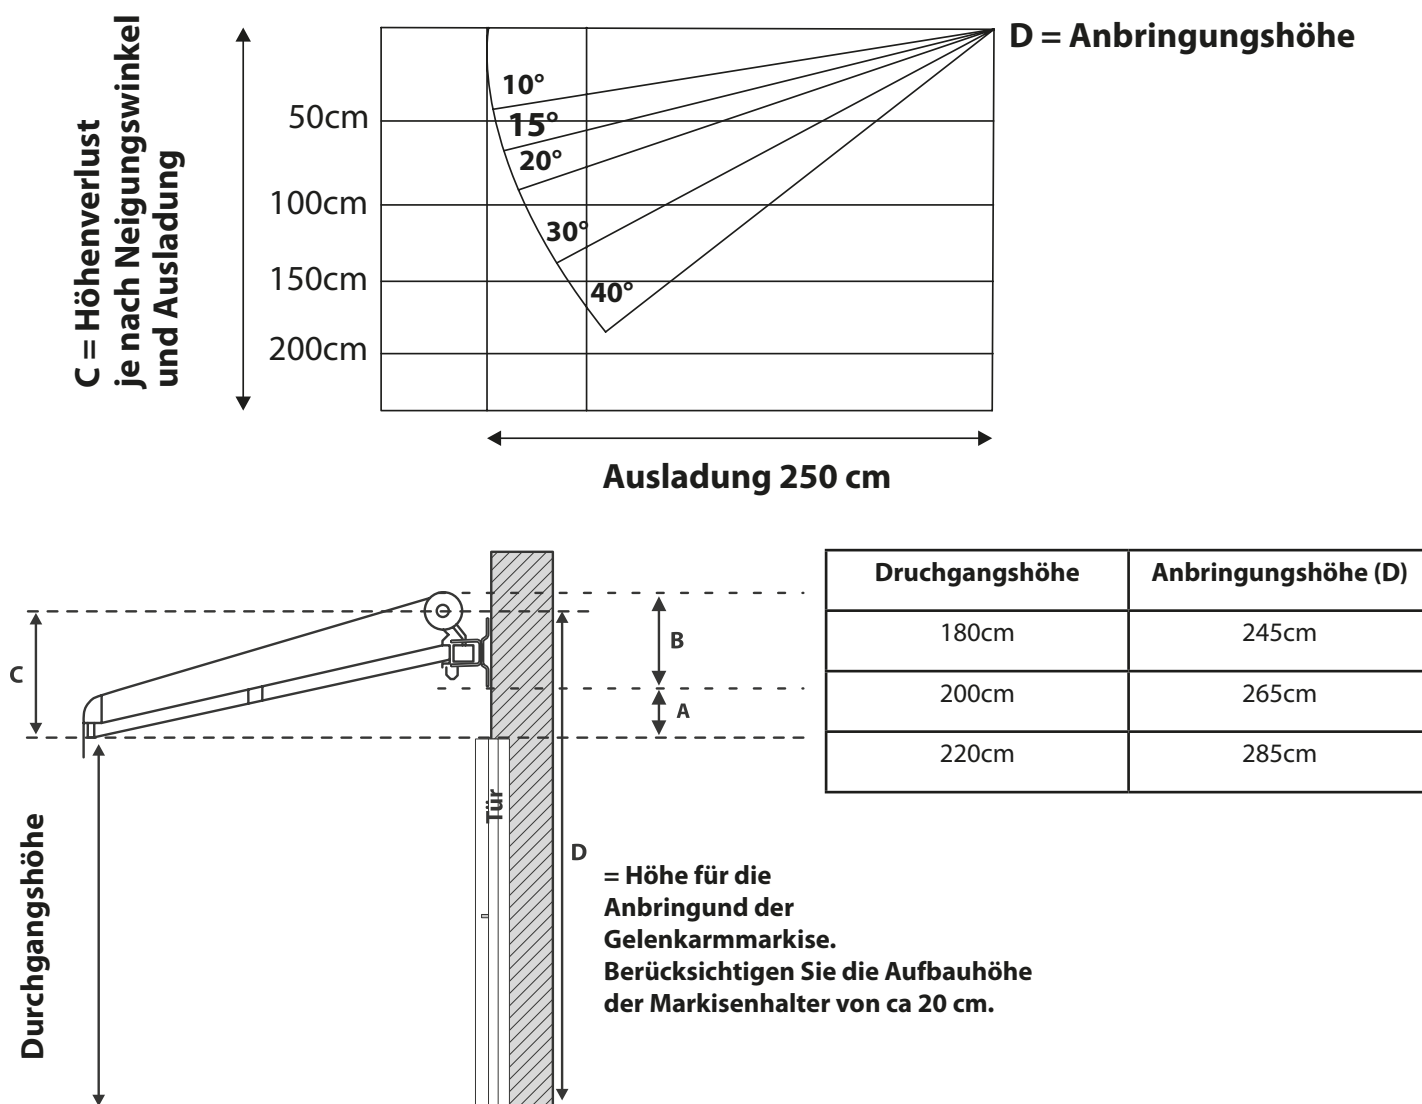 C = Höhenverlust
je nach Neigungswinkel
und Ausladung
D = Anbringungshöhe
10°
50cm
15°
20°
100cm
30°
150cm
40°
200cm
Ausladung 250 cm
Druchgangshöhe Anbringungshöhe (D)
180cm 245cm
200cm 265cm
220cm 285cm
C
B
A
Tür
D
Durchgangshöhe
= Höhe für die
Anbringund der
Gelenkarmmarkise.
Berücksichtigen Sie die Aufbauhöhe
der Markisenhalter von ca 20 cm.